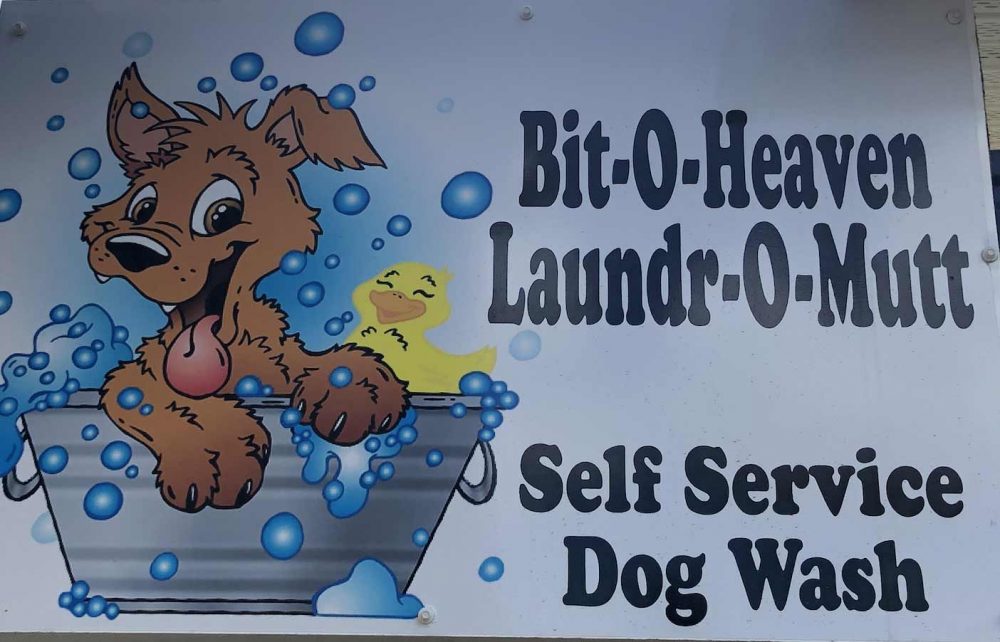 Bit-O-Heaven
Laundr-O-Mutt
Self Service
Dog Wash